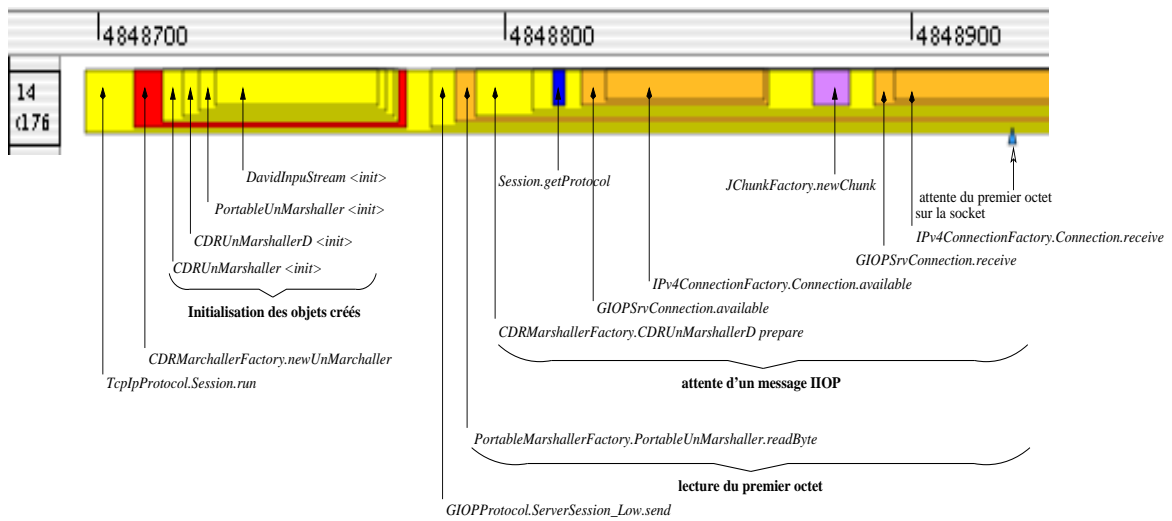 4848700
4848800
4848900
14
(176
DavidInpuStream <init>
PortableUnMarshaller <init>
CDRUnMarshallerD <init>
CDRUnMarshaller <init>
Initialisation des objets créés
CDRMarchallerFactory.newUnMarchaller
TcpIpProtocol.Session.run
Session.getProtocol
JChunkFactory.newChunk
attente du premier octet
sur la socket
IPv4ConnectionFactory.Connection.receive
GIOPSrvConnection.receive
IPv4ConnectionFactory.Connection.available
GIOPSrvConnection.available
CDRMarshallerFactory.CDRUnMarshallerD prepare
attente d'un message IIOP
PortableMarshallerFactory.PortableUnMarshaller.readByte
lecture du premier octet
GIOPProtocol.ServerSession_Low.send